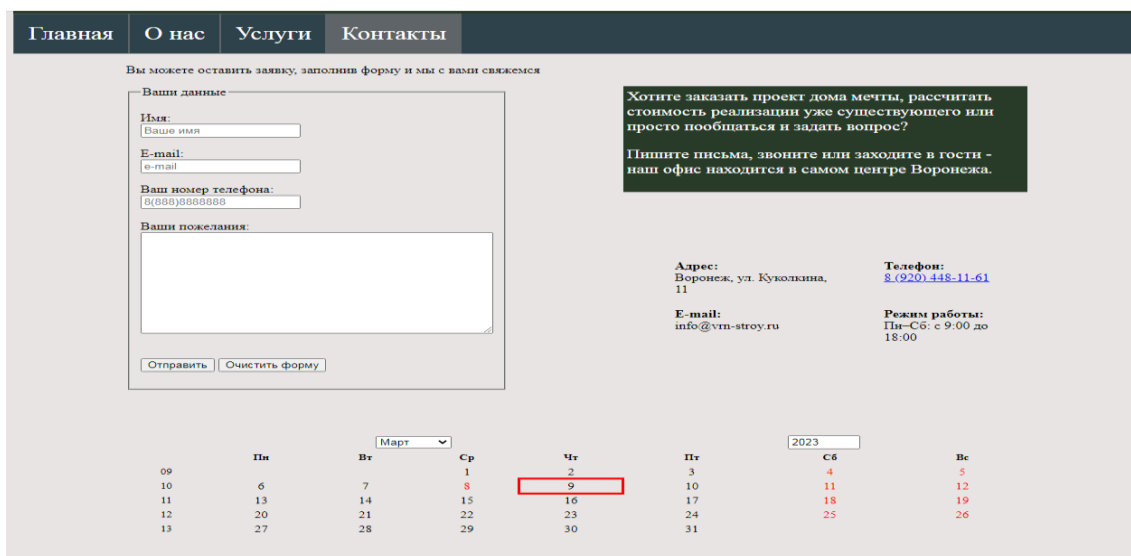 Главная О нас Услуги Контакты
Вы можете оставить заявку, заполнив форму и мы с вами свяжемся
Ваши данные
Имя:
Ваше имя
E-mail:
e-mail
Ваш номер телефона:
8(888)8888888
Ваши пожелания:
Отправить Очистить форму
Хотите заказать проект дома мечты, рассчитать
стоимость реализации уже существующего или
просто пообщаться и задать вопрос?
Пишите письма, звоните или заходите в гости -
наш офис находится в самом центре Воронежа.
Адрес:
Воронеж, ул. Куколкина,
11
Телефон:
8 (920) 448-11-61
E-mail:
info@vrn-stroy.ru
Режим работы:
Пн–Сб: с 9:00 до
18:00
Март 2023
Пн Вт Ср Чт Пт Сб Вс
09 1 2 3 4 5
10 6 7 8 9 10 11 12
11 13 14 15 16 17 18 19
12 20 21 22 23 24 25 26
13 27 28 29 30 31